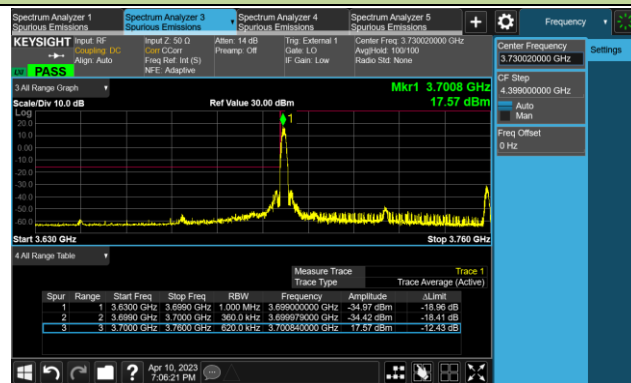 Spectrum Analyzer 1
Spurious Emissions
Spectrum Analyzer 3
Spurious Emissions
Spectrum Analyzer 4
Spurious Emissions
Spectrum Analyzer 5
Spurious Emissions
+
Frequency
KEYSIGHT
Input: RF
Coupling: DC
Align: Auto
Input Z: 50 Ω
Corr CCorr
Freq Ref: Int (S)
NFE: Adaptive
Atten: 14 dB
Preamp: Off
Trig: External 1
Gate: LO
IF Gain: Low
Center Freq: 3.730020000 GHz
Avg|Hold: 100/100
Radio Std: None
PASS
Center Frequency
3.730020000 GHz
Settings
CF Step
4.399000000 GHz
Auto
Man
Freq Offset
0 Hz
3 All Range Graph
Mkr1 3.7008 GHz
17.57 dBm
Scale/Div 10.0 dB
Ref Value 30.00 dBm
Log
20.0
10.0
0.00
-10.0
-20.0
-30.0
-40.0
-50.0
-60.0
1
Start 3.630 GHz
Stop 3.760 GHz
4 All Range Table
Measure Trace Trace 1
Trace Type Trace Average (Active)
Spur Range Start Freq Stop Freq RBW Frequency Amplitude ΔLimit
1 1 3.6300 GHz 3.6990 GHz 1.000 MHz 3.699000000 GHz -34.97 dBm -18.96 dB
2 2 3.6990 GHz 3.7000 GHz 360.0 kHz 3.699979000 GHz -34.42 dBm -18.41 dB
3 3 3.7000 GHz 3.7600 GHz 620.0 kHz 3.700840000 GHz 17.57 dBm -12.43 dB
?
Apr 10, 2023
7:06:21 PM